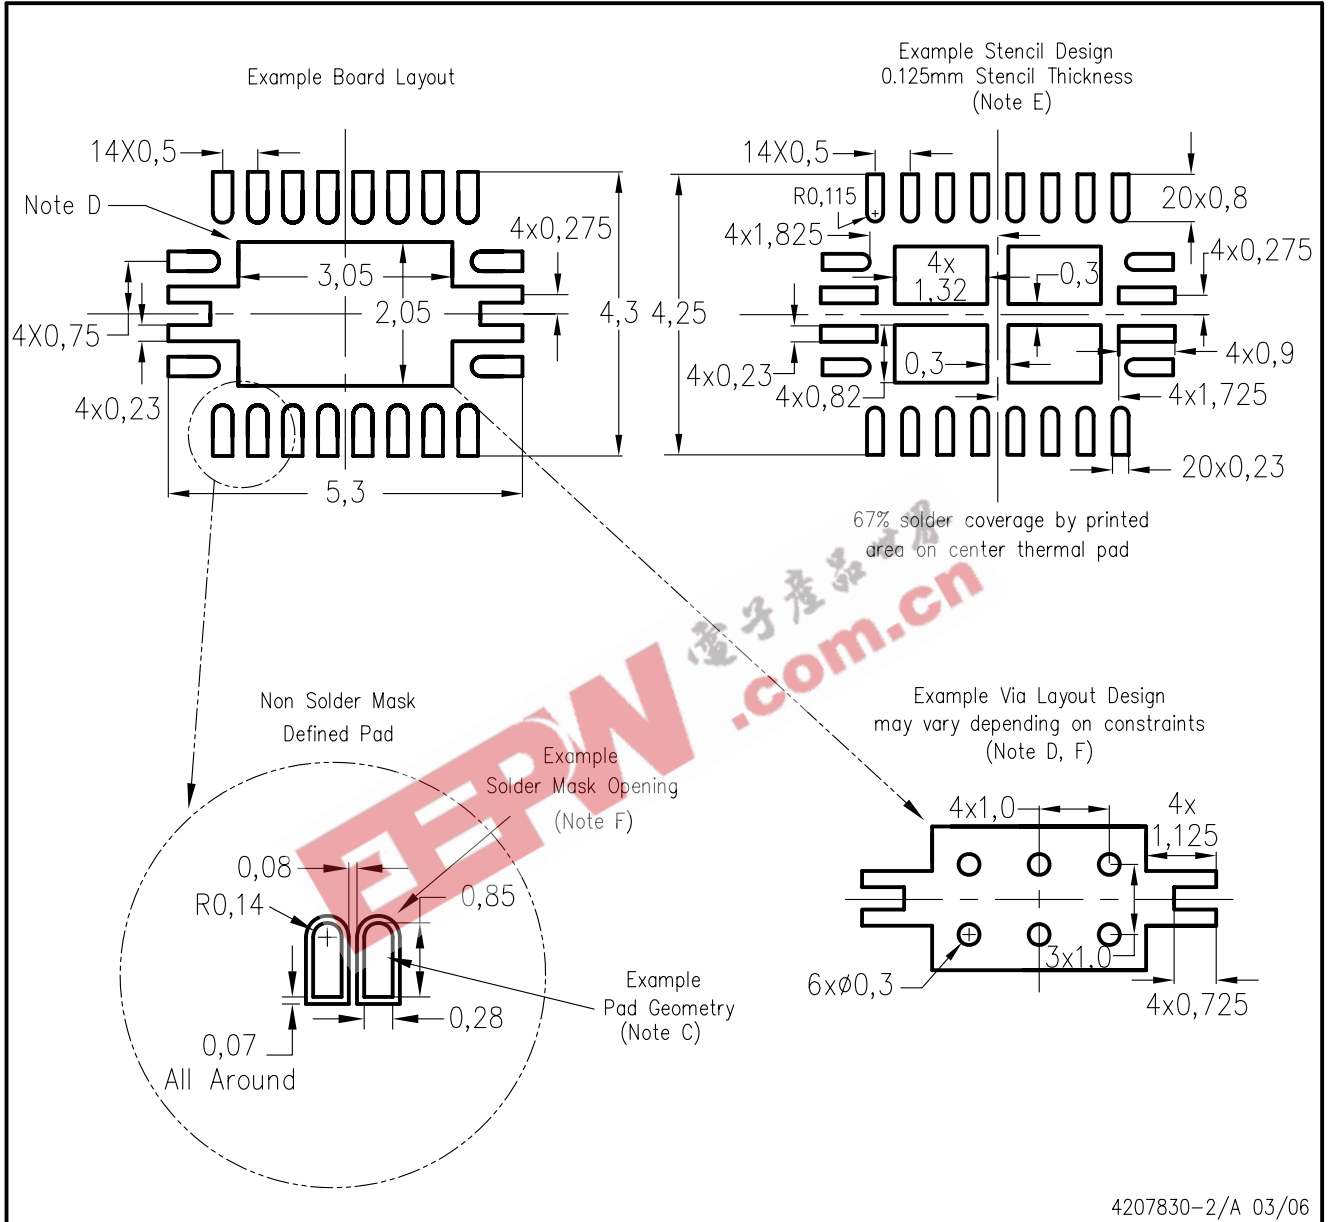 Example Board Layout
14X0,5
Note D
4x0,275
3,05
2,05
4,3
4X0,75
4x0,23
5,3
Example Stencil Design
0.125mm Stencil Thickness
(Note E)
14X0,5
R0,115
20x0,8
4x1,825
4x0,275
4x
1,32
0,3
4,25
0,3
4x0,23
4x0,82
4x0,9
4x1,725
20x0,23
67% solder coverage by printed
area on center thermal pad
電子產品世界
EEPW
.com.cn
Non Solder Mask
Defined Pad
Example
Solder Mask Opening
(Note F)
0,08
R0,14
0,85
Example
Pad Geometry
(Note C)
0,28
0,07
All Around
Example Via Layout Design
may vary depending on constraints
(Note D, F)
4x1,0
4x
1,125
3x1,0
6xØ0,3
4x0,725
4207830-2/A 03/06